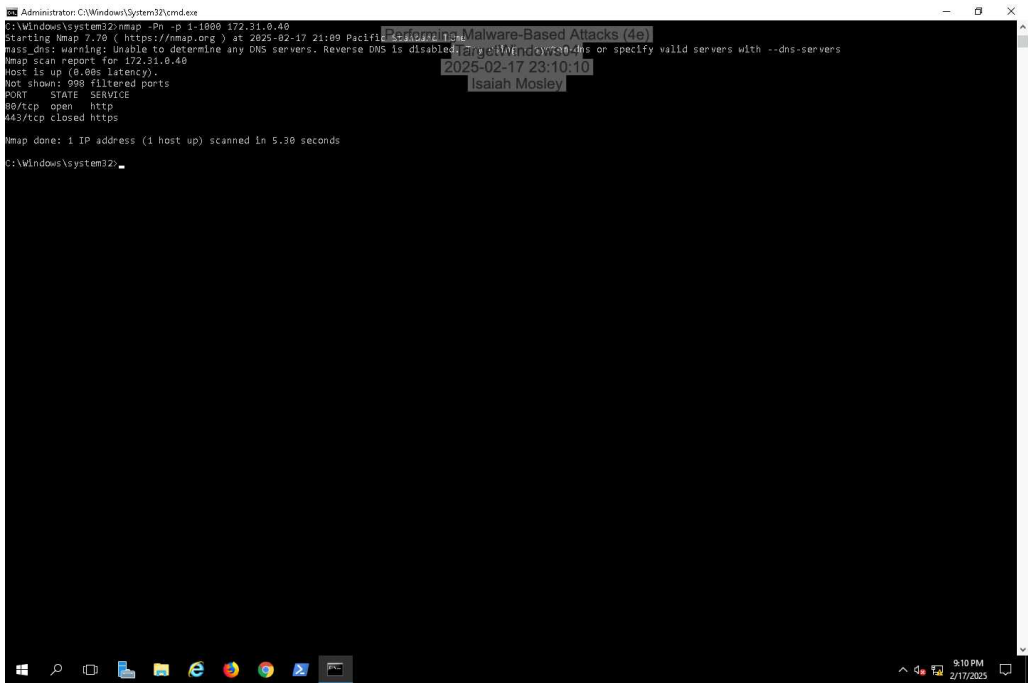 Administrator: C:\Windows\System32\cmd.exe
C:\Windows\system32>nmap -Pn -p 1-1000 172.31.0.40
Starting Nmap 7.70 ( https://nmap.org ) at 2025-02-17 21:09 Pacific Standard Time
mass_dns: warning: Unable to determine any DNS servers. Reverse DNS is disabled. or specify valid servers with --dns-servers
Nmap scan report for 172.31.0.40
Host is up (0.00s latency).
Not shown: 998 filtered ports
PORT STATE SERVICE
80/tcp open http
443/tcp closed https
Nmap done: 1 IP address (1 host up) scanned in 5.30 seconds
C:\Windows\system32>
Performing Malware-Based Attacks (4e)
TargetWindows04
2025-02-17 23:10:10
Isaiah Mosley
9:10 PM
2/17/2025